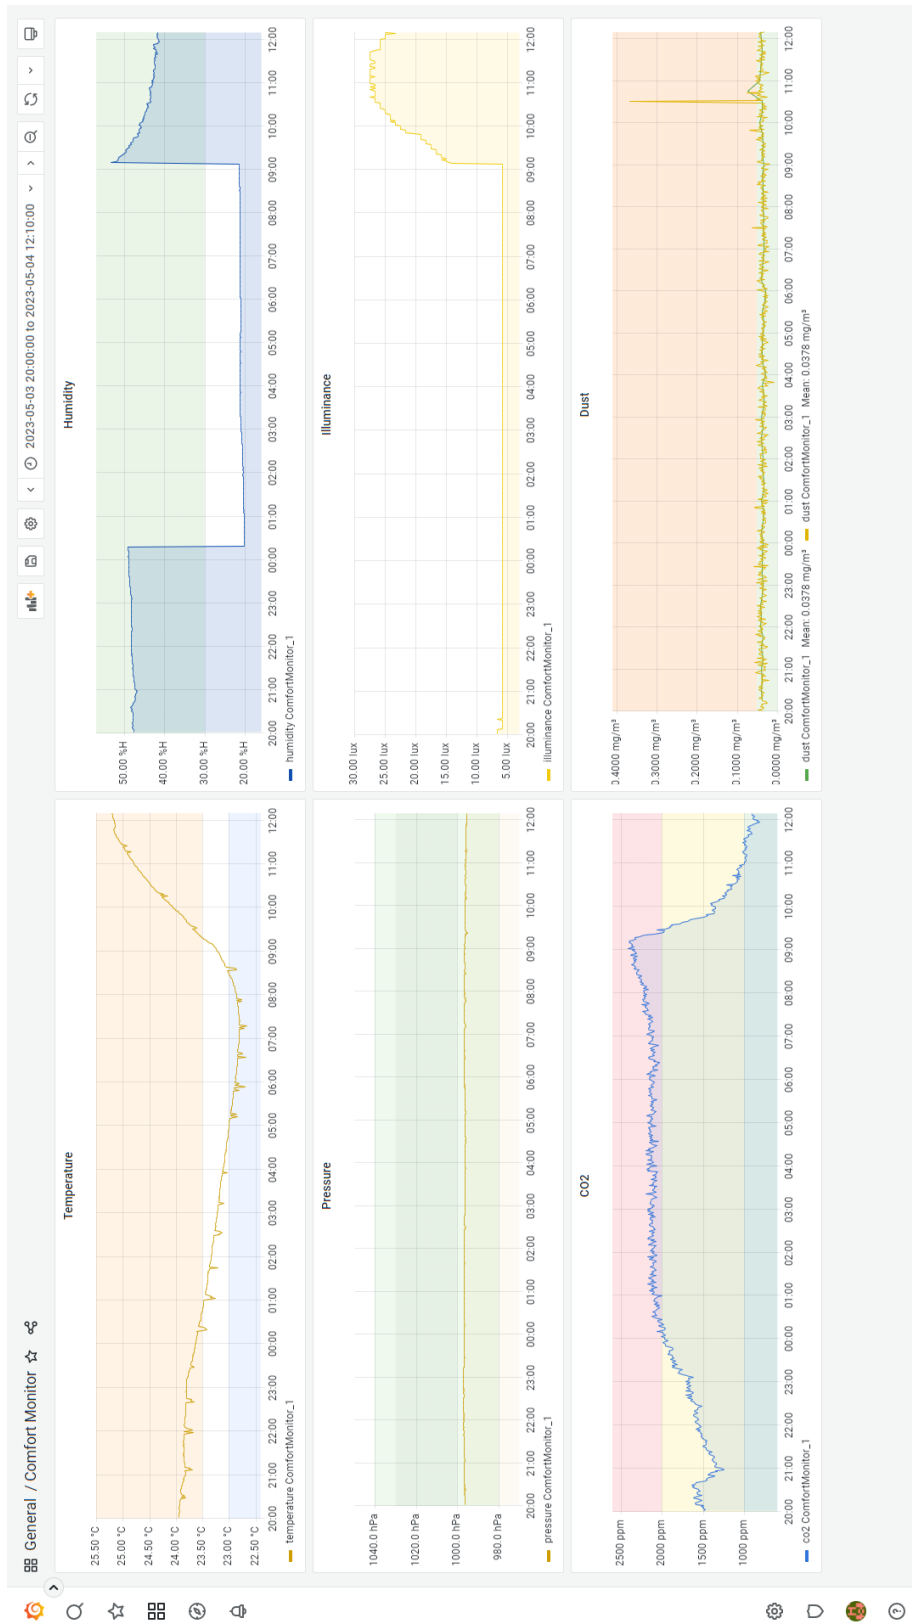 General / Comfort Monitor
2023-05-03 20:00:00 to 2023-05-04 12:10:00
Temperature
25.50 °C
25.00 °C
24.50 °C
24.00 °C
23.50 °C
23.00 °C
22.50 °C
20:00 21:00 22:00 23:00 00:00 01:00 02:00 03:00 04:00 05:00 06:00 07:00 08:00 09:00 10:00 11:00 12:00
temperature ComfortMonitor_1
Humidity
50.00 %H
40.00 %H
30.00 %H
20.00 %H
20:00 21:00 22:00 23:00 00:00 01:00 02:00 03:00 04:00 05:00 06:00 07:00 08:00 09:00 10:00 11:00 12:00
humidity ComfortMonitor_1
Pressure
1040.0 hPa
1020.0 hPa
1000.0 hPa
980.0 hPa
20:00 21:00 22:00 23:00 00:00 01:00 02:00 03:00 04:00 05:00 06:00 07:00 08:00 09:00 10:00 11:00 12:00
pressure ComfortMonitor_1
Illuminance
30.00 lux
25.00 lux
20.00 lux
15.00 lux
10.00 lux
5.00 lux
20:00 21:00 22:00 23:00 00:00 01:00 02:00 03:00 04:00 05:00 06:00 07:00 08:00 09:00 10:00 11:00 12:00
illuminance ComfortMonitor_1
CO2
2500 ppm
2000 ppm
1500 ppm
1000 ppm
20:00 21:00 22:00 23:00 00:00 01:00 02:00 03:00 04:00 05:00 06:00 07:00 08:00 09:00 10:00 11:00 12:00
co2 ComfortMonitor_1
Dust
0.4000 mg/m³
0.3000 mg/m³
0.2000 mg/m³
0.1000 mg/m³
0.0000 mg/m³
20:00 21:00 22:00 23:00 00:00 01:00 02:00 03:00 04:00 05:00 06:00 07:00 08:00 09:00 10:00 11:00 12:00
dust ComfortMonitor_1 Mean: 0.0378 mg/m³ dust ComfortMonitor_1 Mean: 0.0378 mg/m³